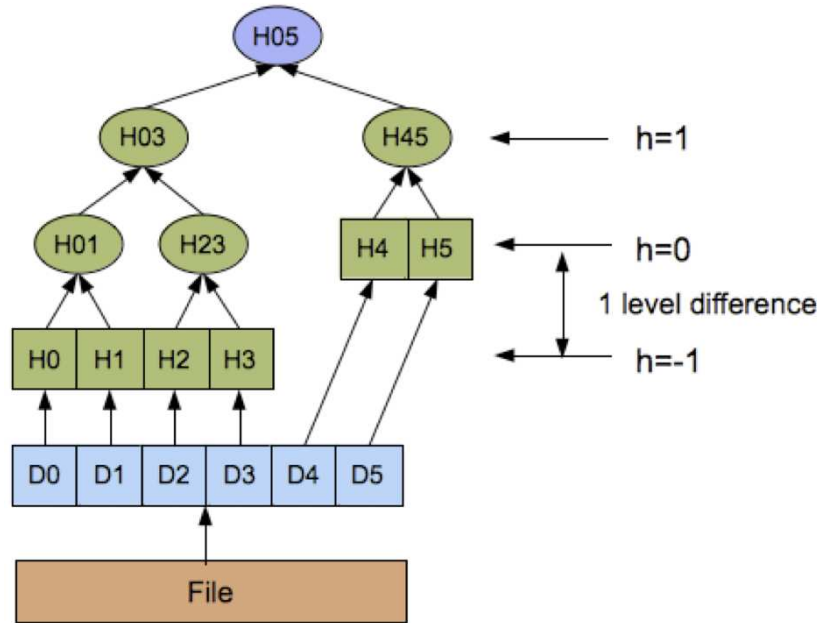 H05
H03 H45 h=1
H01 H23 H4 H5 h=0
1 level difference
H0 H1 H2 H3 h=-1
D0 D1 D2 D3 D4 D5
File